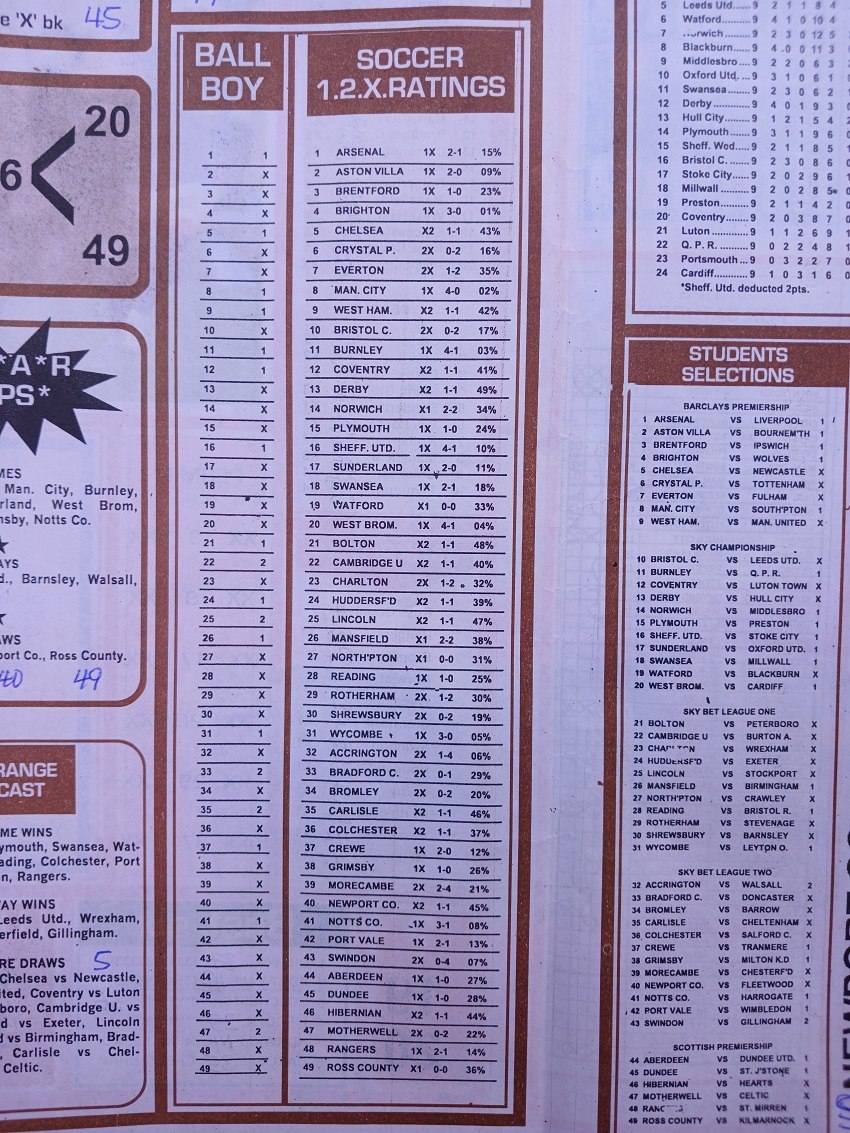 e 'X' bk 45
20
6 <
49
*A*R
PS*
MES
Man. City, Burnley,
rland, West Brom,
nsby, Notts Co.
AYS
d., Barnsley, Walsall,
AWS
port Co., Ross County.
40 49
RANGE
CAST
ME WINS
ymouth, Swansea, Wat-
ading, Colchester, Port
n, Rangers.
WAY WINS
Leeds Utd., Wrexham,
erfield, Gillingham.
RE DRAWS 5
Chelsea vs Newcastle,
ited, Coventry vs Luton
boro, Cambridge U. vs
d vs Exeter, Lincoln
d vs Birmingham, Brad-
, Carlisle vs Chel-
Celtic.
BALL
BOY
1 1
2 X
3 X
4 X
5 1
6 X
7 X
8 1
9 1
10 X
11 1
12 1
13 X
14 X
15 X
16 1
17 X
18 X
19 X
20 X
21 1
22 2
23 X
24 1
25 2
26 1
27 X
28 X
29 X
30 X
31 1
32 X
33 2
34 X
35 2
36 X
37 1
38 X
39 X
40 X
41 1
42 X
43 X
44 X
45 X
46 X
47 2
48 X
49 X
SOCCER
1.2.X.RATINGS
1 ARSENAL 1X 2-1 15%
2 ASTON VILLA 1X 2-0 09%
3 BRENTFORD 1X 1-0 23%
4 BRIGHTON 1X 3-0 01%
5 CHELSEA X2 1-1 43%
6 CRYSTAL P. 2X 0-2 16%
7 EVERTON 2X 1-2 35%
8 MAN. CITY 1X 4-0 02%
9 WEST HAM. X2 1-1 42%
10 BRISTOL C. 2X 0-2 17%
11 BURNLEY 1X 4-1 03%
12 COVENTRY X2 1-1 41%
13 DERBY X2 1-1 49%
14 NORWICH X1 2-2 34%
15 PLYMOUTH 1X 1-0 24%
16 SHEFF. UTD. 1X 4-1 10%
17 SUNDERLAND 1X 2-0 11%
18 SWANSEA 1X 2-1 18%
19 WATFORD X1 0-0 33%
20 WEST BROM. 1X 4-1 04%
21 BOLTON X2 1-1 48%
22 CAMBRIDGE U X2 1-1 40%
23 CHARLTON 2X 1-2 32%
24 HUDDERSF'D X2 1-1 39%
25 LINCOLN X2 1-1 47%
26 MANSFIELD X1 2-2 38%
27 NORTH'PTON X1 0-0 31%
28 READING 1X 1-0 25%
29 ROTHERHAM 2X 1-2 30%
30 SHREWSBURY 2X 0-2 19%
31 WYCOMBE 1X 3-0 05%
32 ACCRINGTON 2X 1-4 06%
33 BRADFORD C. 2X 0-1 29%
34 BROMLEY 2X 0-2 20%
35 CARLISLE X2 1-1 46%
36 COLCHESTER X2 1-1 37%
37 CREWE 1X 2-0 12%
38 GRIMSBY 1X 1-0 26%
39 MORECAMBE 2X 2-4 21%
40 NEWPORT CO. X2 1-1 45%
41 NOTTS CO. 1X 3-1 08%
42 PORT VALE 1X 2-1 13%
43 SWINDON 2X 0-4 07%
44 ABERDEEN 1X 1-0 27%
45 DUNDEE 1X 1-0 28%
46 HIBERNIAN X2 1-1 44%
47 MOTHERWELL 2X 0-2 22%
48 RANGERS 1X 2-1 14%
49 ROSS COUNTY X1 0-0 36%
5 Leeds Utd. 9 2 1 1 8 4
6 Watford 9 4 1 0 10 4
7 rwich 9 2 3 0 12 5
8 Blackburn 9 4 0 0 11 3
9 Middlesbro 9 2 2 0 6 3
10 Oxford Utd. 9 3 1 0 6 1
11 Swansea 9 2 3 0 6 2
12 Derby 9 4 0 1 9 3
13 Hull City 9 1 2 1 5 4
14 Plymouth 9 3 1 1 9 6
15 Sheff. Wed. 9 2 1 1 8 5
16 Bristol C. 9 2 3 0 8 6
17 Stoke City 9 2 0 2 9 6
18 Millwall 9 2 0 2 8 5
19 Preston 9 2 1 1 4 2
20 Coventry 9 2 0 3 8 7
21 Luton 9 1 1 2 6 9
22 Q. P. R. 9 0 2 2 4 8
23 Portsmouth 9 0 3 2 2 7
24 Cardiff 9 1 0 3 1 6
*Sheff. Utd. deducted 2pts.
STUDENTS
SELECTIONS
BARCLAYS PREMIERSHIP
1 ARSENAL VS LIVERPOOL 1
2 ASTON VILLA VS BOURNEM'TH 1
3 BRENTFORD VS IPSWICH 1
4 BRIGHTON VS WOLVES 1
5 CHELSEA VS NEWCASTLE X
6 CRYSTAL P. VS TOTTENHAM X
7 EVERTON VS FULHAM X
8 MAN. CITY VS SOUTH'PTON 1
9 WEST HAM. VS MAN. UNITED X
SKY CHAMPIONSHIP
10 BRISTOL C. VS LEEDS UTD. X
11 BURNLEY VS Q. P. R. 1
12 COVENTRY VS LUTON TOWN X
13 DERBY VS HULL CITY X
14 NORWICH VS MIDDLESBRO 1
15 PLYMOUTH VS PRESTON 1
16 SHEFF. UTD. VS STOKE CITY 1
17 SUNDERLAND VS OXFORD UTD. 1
18 SWANSEA VS MILLWALL 1
19 WATFORD VS BLACKBURN X
20 WEST BROM. VS CARDIFF 1
SKY BET LEAGUE ONE
21 BOLTON VS PETERBORO X
22 CAMBRIDGE U VS BURTON A. X
23 VS WREXHAM X
24 HUDDERSF'D VS EXETER X
25 LINCOLN VS STOCKPORT X
26 MANSFIELD VS BIRMINGHAM 1
27 NORTH'PTON VS CRAWLEY X
28 READING VS BRISTOL R. 1
29 ROTHERHAM VS STEVENAGE X
30 SHREWSBURY VS BARNSLEY X
31 WYCOMBE VS LEYTON O. 1
SKY BET LEAGUE TWO
32 ACCRINGTON VS WALSALL 2
33 BRADFORD C. VS DONCASTER X
34 BROMLEY VS BARROW X
35 CARLISLE VS CHELTENHAM X
36 COLCHESTER VS SALFORD C. X
37 CREWE VS TRANMERE 1
38 GRIMSBY VS MILTON K.D 1
39 MORECAMBE VS CHESTERF'D X
40 NEWPORT CO. VS FLEETWOOD X
41 NOTTS CO. VS HARROGATE 1
42 PORT VALE VS WIMBLEDON 1
43 SWINDON VS GILLINGHAM 2
SCOTTISH PREMIERSHIP
44 ABERDEEN VS DUNDEE UTD. 1
45 DUNDEE VS ST. J'STONE 1
46 HIBERNIAN VS HEARTS X
47 MOTHERWELL VS CELTIC X
48 VS ST. MIRREN 1
49 ROSS COUNTY VS KILMARNOCK X